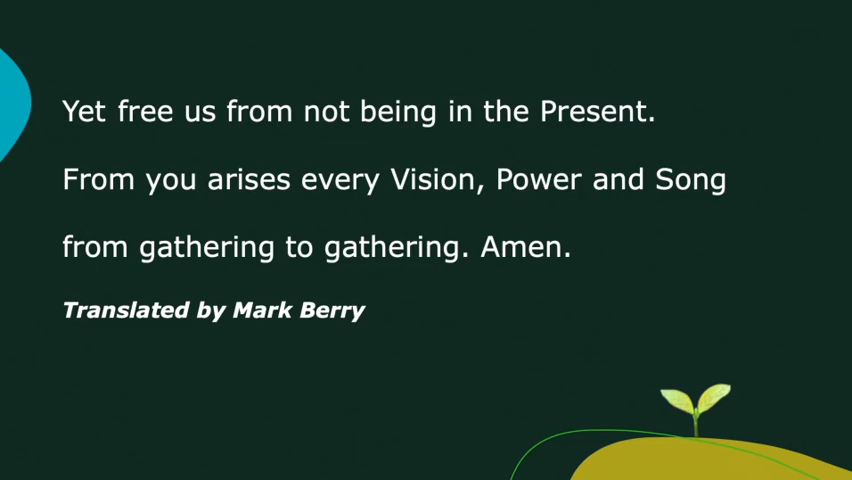 Yet free us from not being in the Present.
From you arises every Vision, Power and Song
from gathering to gathering. Amen.
Translated by Mark Berry